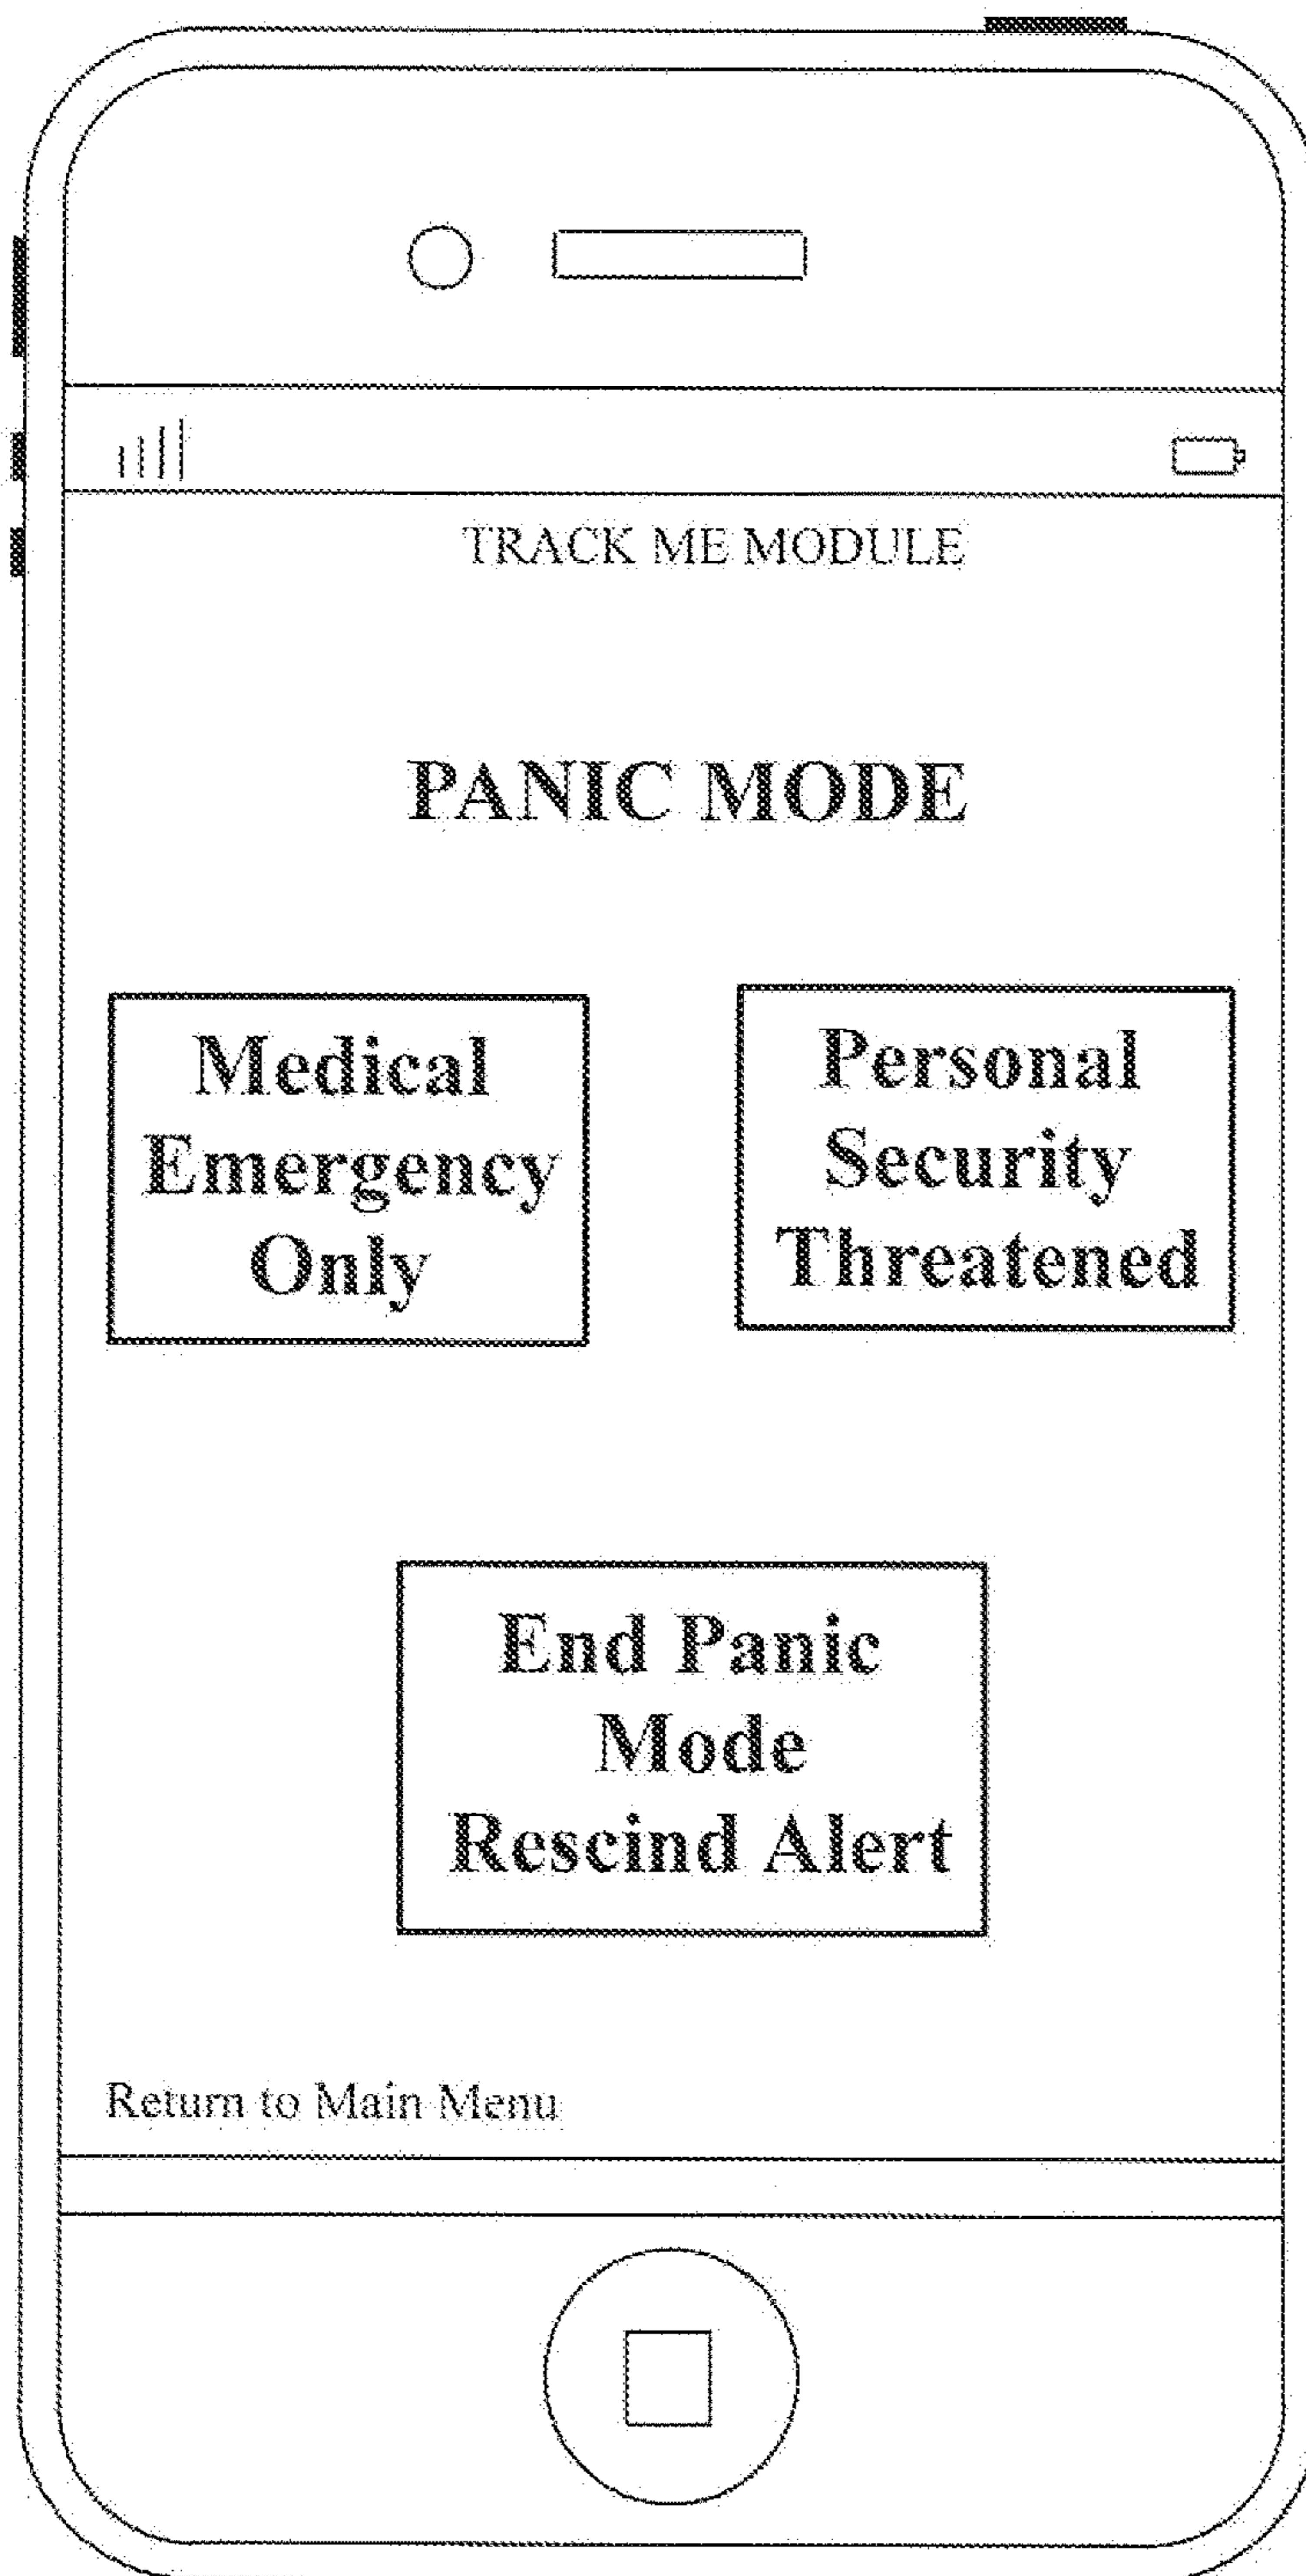 TRACK ME MODULE
PANIC MODE
Medical
Emergency
Only
Personal
Security
Threatened
End Panic
Mode
Rescind Alert
Return to Main Menu